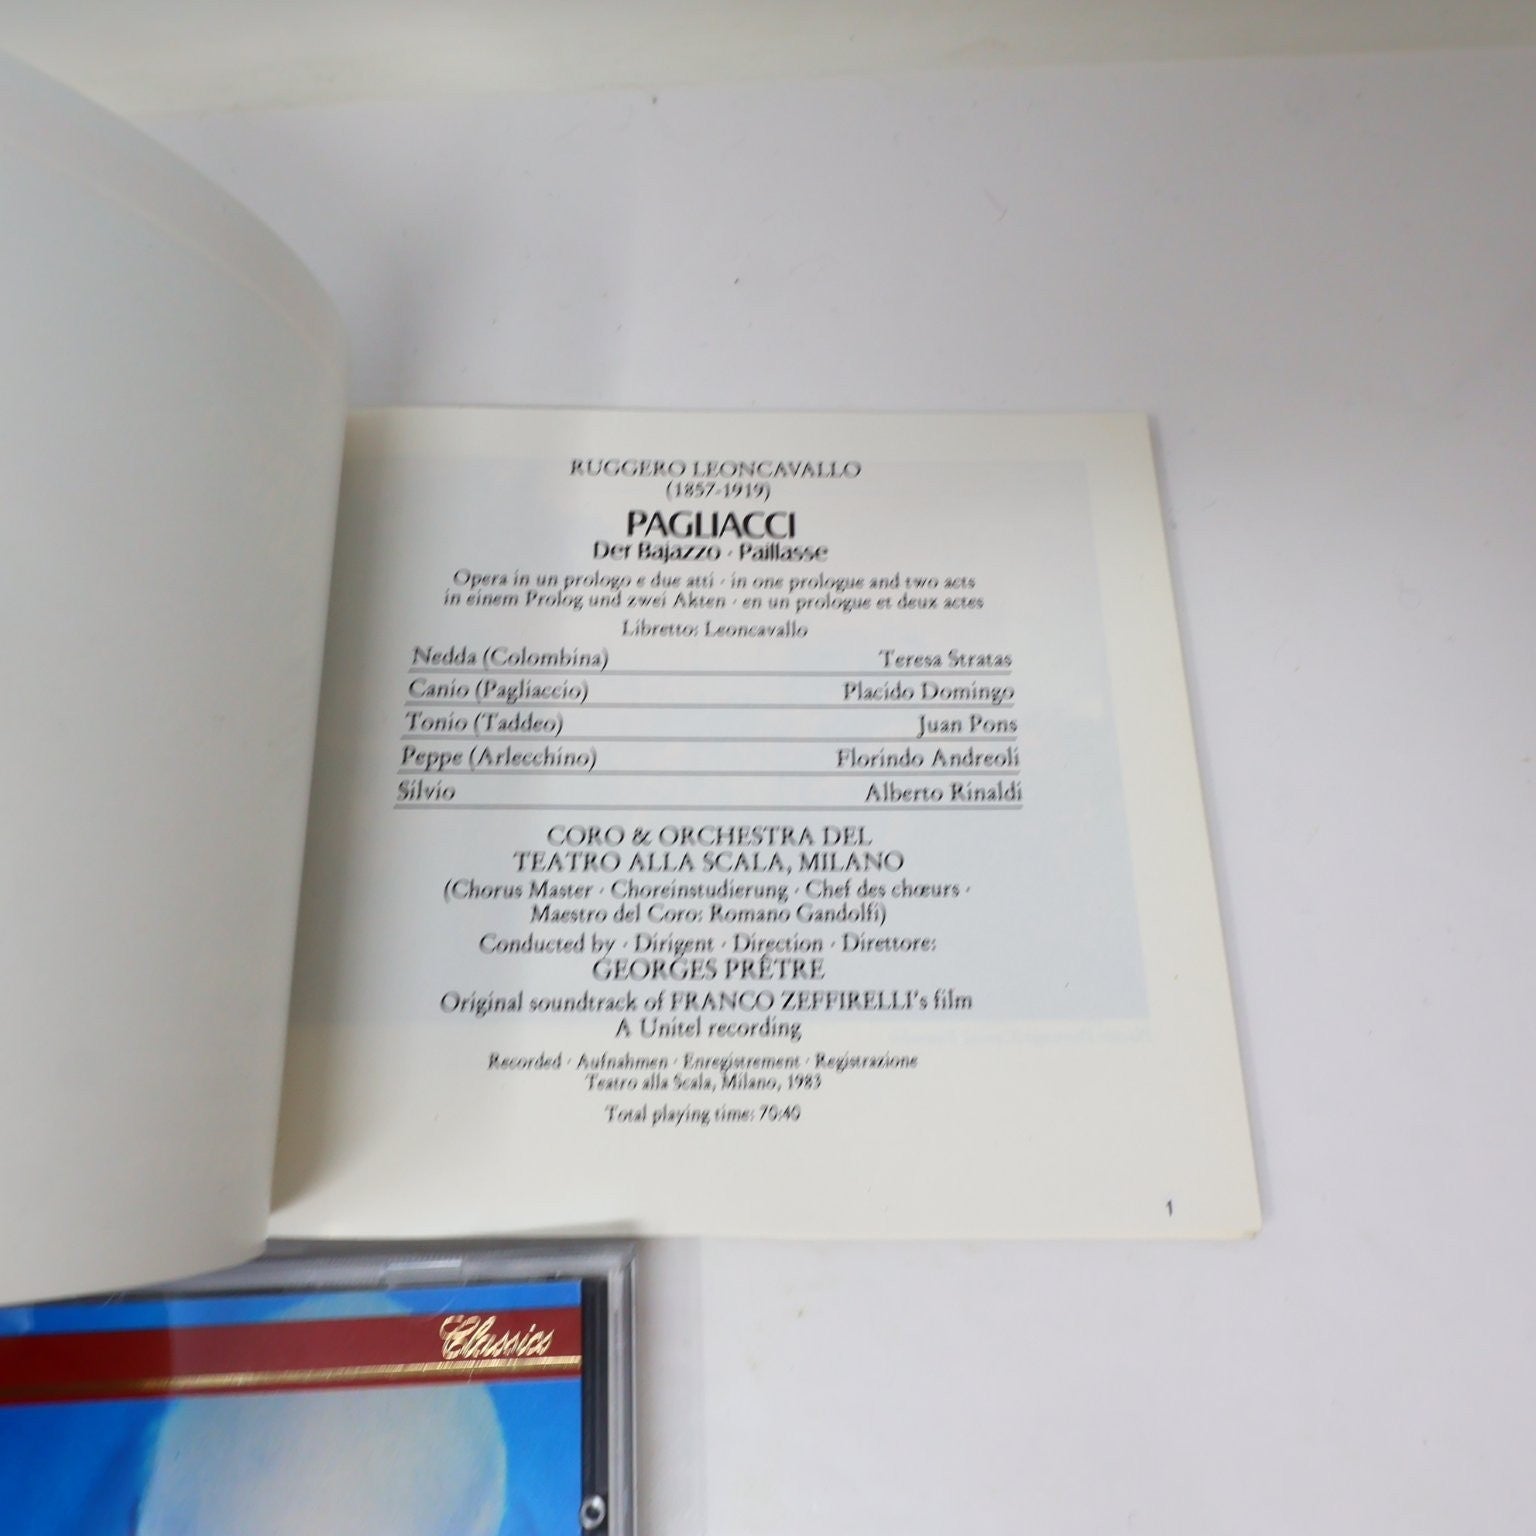 RUGGERO LEONCAVALLO
(1857-1919)
PAGLIACCI
Der Bajazzo · Paillasse
Opera in un prologo e due atti · in one prologue and two acts
in einem Prolog und zwei Akten · en un prologue et deux actes
Libretto: Leoncavallo
Nedda (Colombina) Teresa Stratas
Canio (Pagliaccio) Placido Domingo
Tonio (Taddeo) Juan Pons
Peppe (Arlecchino) Florindo Andreoli
Silvio Alberto Rinaldi
CORO & ORCHESTRA DEL
TEATRO ALLA SCALA, MILANO
(Chorus Master · Choreinstudierung · Chef des chœurs ·
Maestro del Coro: Romano Gandolfi)
Conducted by · Dirigent · Direction · Direttore:
GEORGES PRÊTRE
Original soundtrack of FRANCO ZEFFIRELLI's film
A Unitel recording
Recorded · Aufnahmen · Enregistrement · Registrazione
Teatro alla Scala, Milano, 1983
Total playing time: 70:40
1
Classics